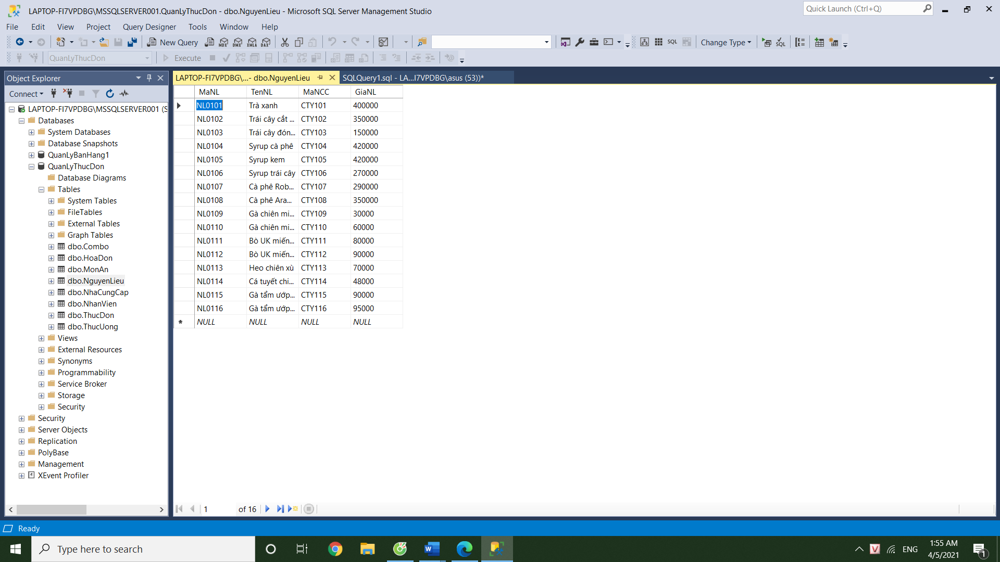 LAPTOP-FI7VPDBG\MSSQLSERVER001.QuanLyThucDon - dbo.NguyenLieu - Microsoft SQL Server Management Studio
Quick Launch (Ctrl+Q)
File Edit View Project Query Designer Tools Window Help
New Query MDX DMX XMLA DAX SQL Change Type SQL
QuanLyThucDon Execute
Object Explorer
LAPTOP-FI7VPDBG\...- dbo.NguyenLieu SQLQuery1.sql - LA...I7VPDBG\asus (53))*
Connect
LAPTOP-FI7VPDBG\MSSQLSERVER001 (S
Databases
System Databases
Database Snapshots
QuanLyBanHang1
QuanLyThucDon
Database Diagrams
Tables
System Tables
FileTables
External Tables
Graph Tables
dbo.Combo
dbo.HoaDon
dbo.MonAn
dbo.NguyenLieu
dbo.NhaCungCap
dbo.NhanVien
dbo.ThucDon
dbo.ThucUong
Views
External Resources
Synonyms
Programmability
Service Broker
Storage
Security
Security
Server Objects
Replication
PolyBase
Management
XEvent Profiler
MaNL TenNL MaNCC GiaNL
NL0101 Trà xanh CTY101 400000
NL0102 Trái cây cắt ... CTY102 350000
NL0103 Trái cây đón... CTY103 150000
NL0104 Syrup cà phê CTY104 420000
NL0105 Syrup kem CTY105 420000
NL0106 Syrup trái cây CTY106 270000
NL0107 Cà phê Rob... CTY107 290000
NL0108 Cà phê Ara... CTY108 350000
NL0109 Gà chiên mi... CTY109 30000
NL0110 Gà chiên mi... CTY110 60000
NL0111 Bò UK miến... CTY111 80000
NL0112 Bò UK miến... CTY112 90000
NL0113 Heo chiên xù CTY113 70000
NL0114 Cá tuyết chi... CTY114 48000
NL0115 Gà tẩm ướp... CTY115 90000
NL0116 Gà tẩm ướp... CTY116 95000
* NULL NULL NULL NULL
1 of 16
Ready
Type here to search
ENG
1:55 AM
4/5/2021
1